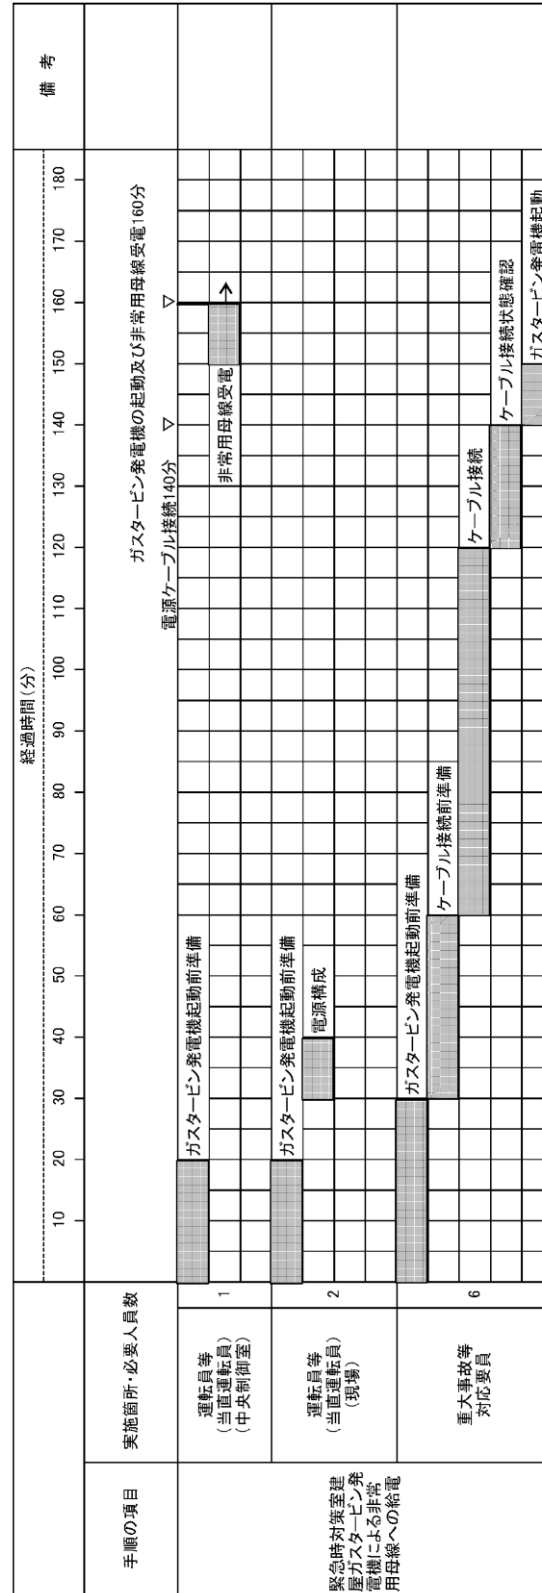 手順の項目
実施箇所・必要人員数
経過時間(分)
備考
10 20 30 40 50 60 70 80 90 100 110 120 130 140 150 160 170 180
ガスタービン発電機の起動及び非常用母線受電160分
電源ケーブル接続140分
▽
▽
緊急時対策室建
屋ガスタービン発
電機による非常
用母線への給電
運転員等
(当直運転員)
(中央制御室)
1
ガスタービン発電機起動前準備
非常用母線受電
→
運転員等
(当直運転員)
(現場)
2
ガスタービン発電機起動前準備
電源構成
重大事故等
対応要員
6
ガスタービン発電機起動前準備
ケーブル接続前準備
ケーブル接続
ケーブル接続状態確認
ガスタービン発電機起動